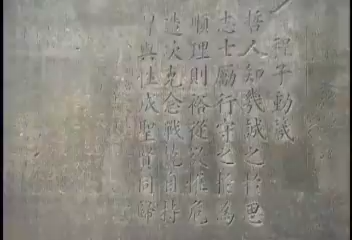 程子動箴
哲人知幾誠之於思
志士勵行守之於為
順理則裕從欲惟危
造次克念戰兢自持
習與性成聖賢同歸